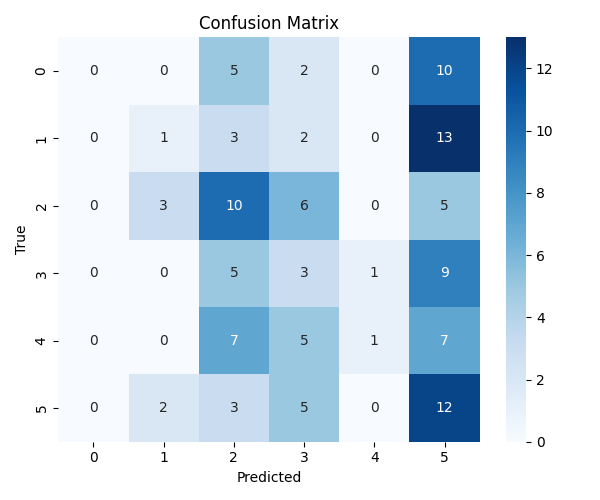 Confusion Matrix
0 0 0 5 2 0 10
1 0 1 3 2 0 13
2 0 3 10 6 0 5
3 0 0 5 3 1 9
4 0 0 7 5 1 7
5 0 2 3 5 0 12
0 1 2 3 4 5
Predicted
True
12
10
8
6
4
2
0